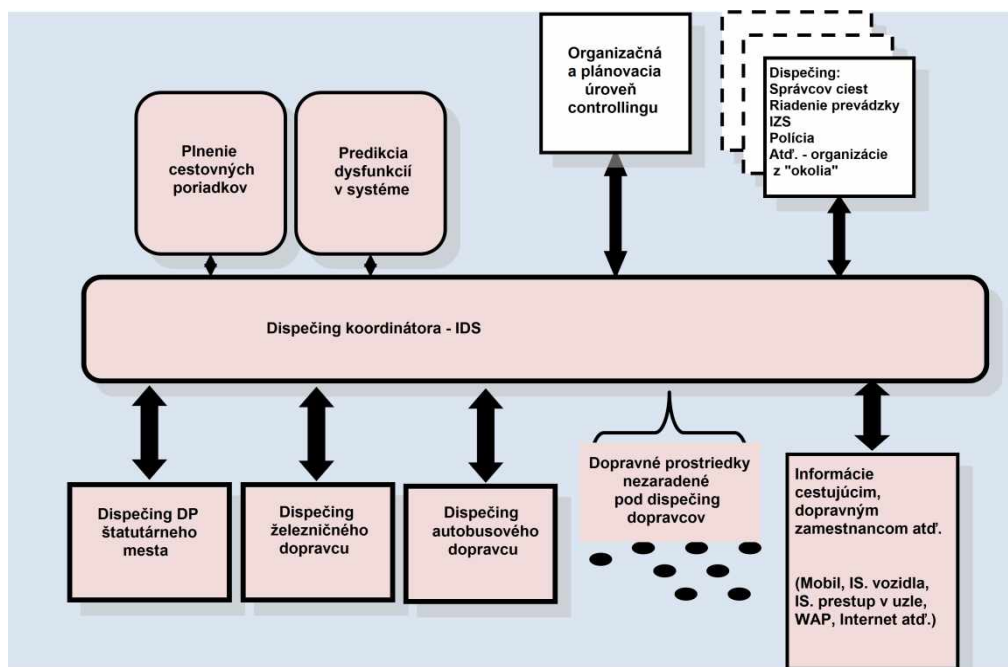 Organizačná
a plánovacia
úroveň
controllingu
Dispečing:
Správcov ciest
Riadenie prevádzky
IZS
Polícia
Atď. - organizácie
z "okolia"
Plnenie
cestovných
poriadkov
Predikcia
dysfunkcií
v systéme
Dispečing koordinátora - IDS
Dispečing DP
štatutárneho
mesta
Dispečing
železničného
dopravcu
Dispečing
autobusového
dopravcu
Dopravné prostriedky
nezaradené
pod dispečing
dopravcov
Informácie
cestujúcim,
dopravným
zamestnancom atď.
(Mobil, IS. vozidla,
IS. prestup v uzle,
WAP, Internet atď.)